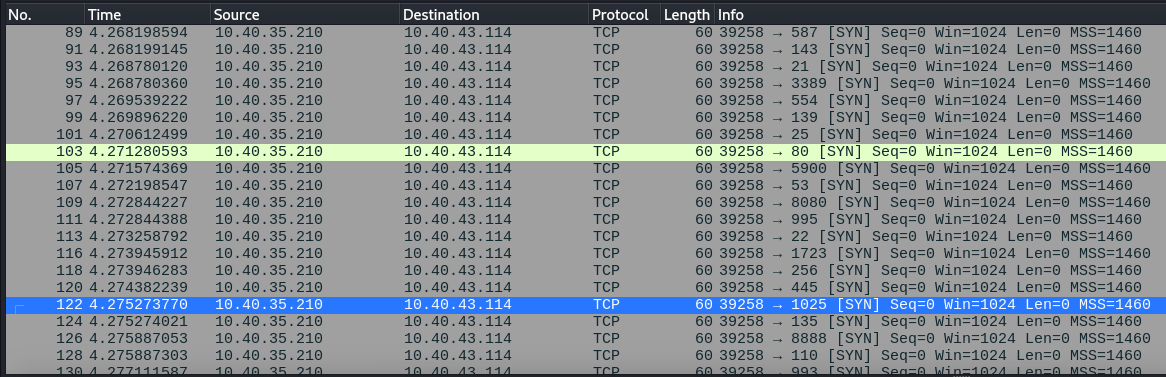 No. Time Source Destination Protocol Length Info
89 4.268198594 10.40.35.210 10.40.43.114 TCP 60 39258 → 587 [SYN] Seq=0 Win=1024 Len=0 MSS=1460
91 4.268199145 10.40.35.210 10.40.43.114 TCP 60 39258 → 143 [SYN] Seq=0 Win=1024 Len=0 MSS=1460
93 4.268780120 10.40.35.210 10.40.43.114 TCP 60 39258 → 21 [SYN] Seq=0 Win=1024 Len=0 MSS=1460
95 4.268780360 10.40.35.210 10.40.43.114 TCP 60 39258 → 3389 [SYN] Seq=0 Win=1024 Len=0 MSS=1460
97 4.269539222 10.40.35.210 10.40.43.114 TCP 60 39258 → 554 [SYN] Seq=0 Win=1024 Len=0 MSS=1460
99 4.269896220 10.40.35.210 10.40.43.114 TCP 60 39258 → 139 [SYN] Seq=0 Win=1024 Len=0 MSS=1460
101 4.270612499 10.40.35.210 10.40.43.114 TCP 60 39258 → 25 [SYN] Seq=0 Win=1024 Len=0 MSS=1460
103 4.271280593 10.40.35.210 10.40.43.114 TCP 60 39258 → 80 [SYN] Seq=0 Win=1024 Len=0 MSS=1460
105 4.271574369 10.40.35.210 10.40.43.114 TCP 60 39258 → 5900 [SYN] Seq=0 Win=1024 Len=0 MSS=1460
107 4.272198547 10.40.35.210 10.40.43.114 TCP 60 39258 → 53 [SYN] Seq=0 Win=1024 Len=0 MSS=1460
109 4.272844227 10.40.35.210 10.40.43.114 TCP 60 39258 → 8080 [SYN] Seq=0 Win=1024 Len=0 MSS=1460
111 4.272844388 10.40.35.210 10.40.43.114 TCP 60 39258 → 995 [SYN] Seq=0 Win=1024 Len=0 MSS=1460
113 4.273258792 10.40.35.210 10.40.43.114 TCP 60 39258 → 22 [SYN] Seq=0 Win=1024 Len=0 MSS=1460
116 4.273945912 10.40.35.210 10.40.43.114 TCP 60 39258 → 1723 [SYN] Seq=0 Win=1024 Len=0 MSS=1460
118 4.273946283 10.40.35.210 10.40.43.114 TCP 60 39258 → 256 [SYN] Seq=0 Win=1024 Len=0 MSS=1460
120 4.274382239 10.40.35.210 10.40.43.114 TCP 60 39258 → 445 [SYN] Seq=0 Win=1024 Len=0 MSS=1460
122 4.275273770 10.40.35.210 10.40.43.114 TCP 60 39258 → 1025 [SYN] Seq=0 Win=1024 Len=0 MSS=1460
124 4.275274021 10.40.35.210 10.40.43.114 TCP 60 39258 → 135 [SYN] Seq=0 Win=1024 Len=0 MSS=1460
126 4.275887053 10.40.35.210 10.40.43.114 TCP 60 39258 → 8888 [SYN] Seq=0 Win=1024 Len=0 MSS=1460
128 4.275887303 10.40.35.210 10.40.43.114 TCP 60 39258 → 110 [SYN] Seq=0 Win=1024 Len=0 MSS=1460
130 4.277111587 10.40.35.210 10.40.43.114 TCP 60 39258 → 993 [SYN] Seq=0 Win=1024 Len=0 MSS=1460